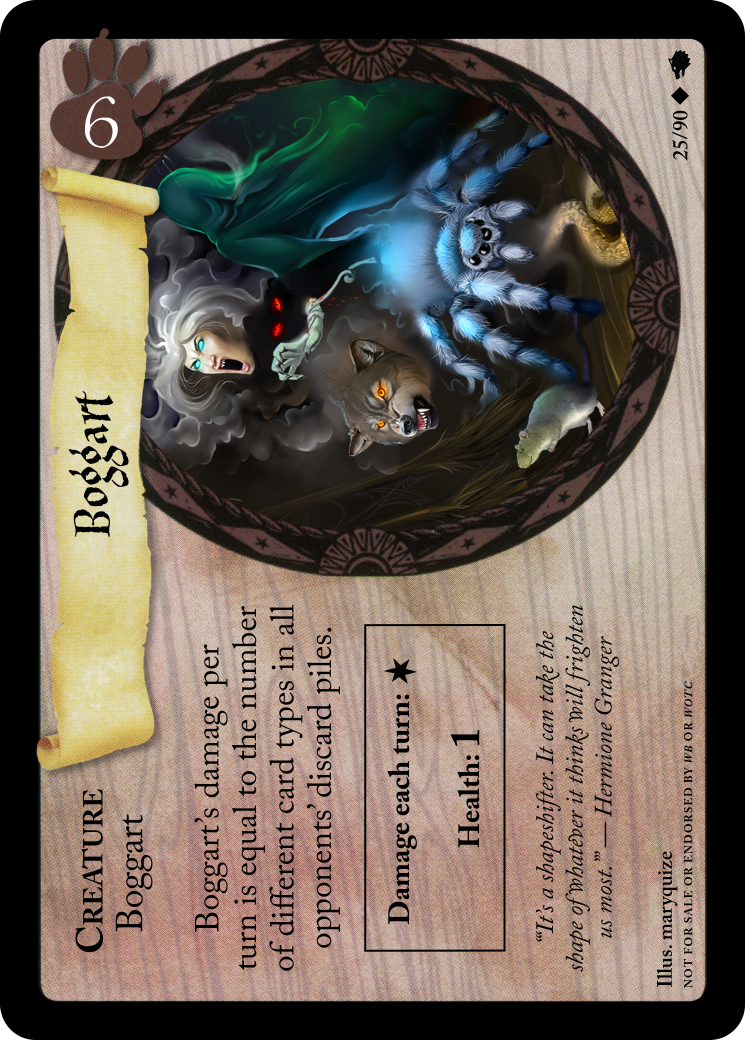 6
Boggart
CREATURE
Boggart
Boggart's damage per
turn is equal to the number
of different card types in all
opponents' discard piles.
Damage each turn: ✶
Health: 1
“‘It's a shapeshifter. It can take the
shape of whatever it thinks will frighten
us most.’” — Hermione Granger
Illus. maryquize
NOT FOR SALE OR ENDORSED BY WB OR WOTC
25/90 ◆